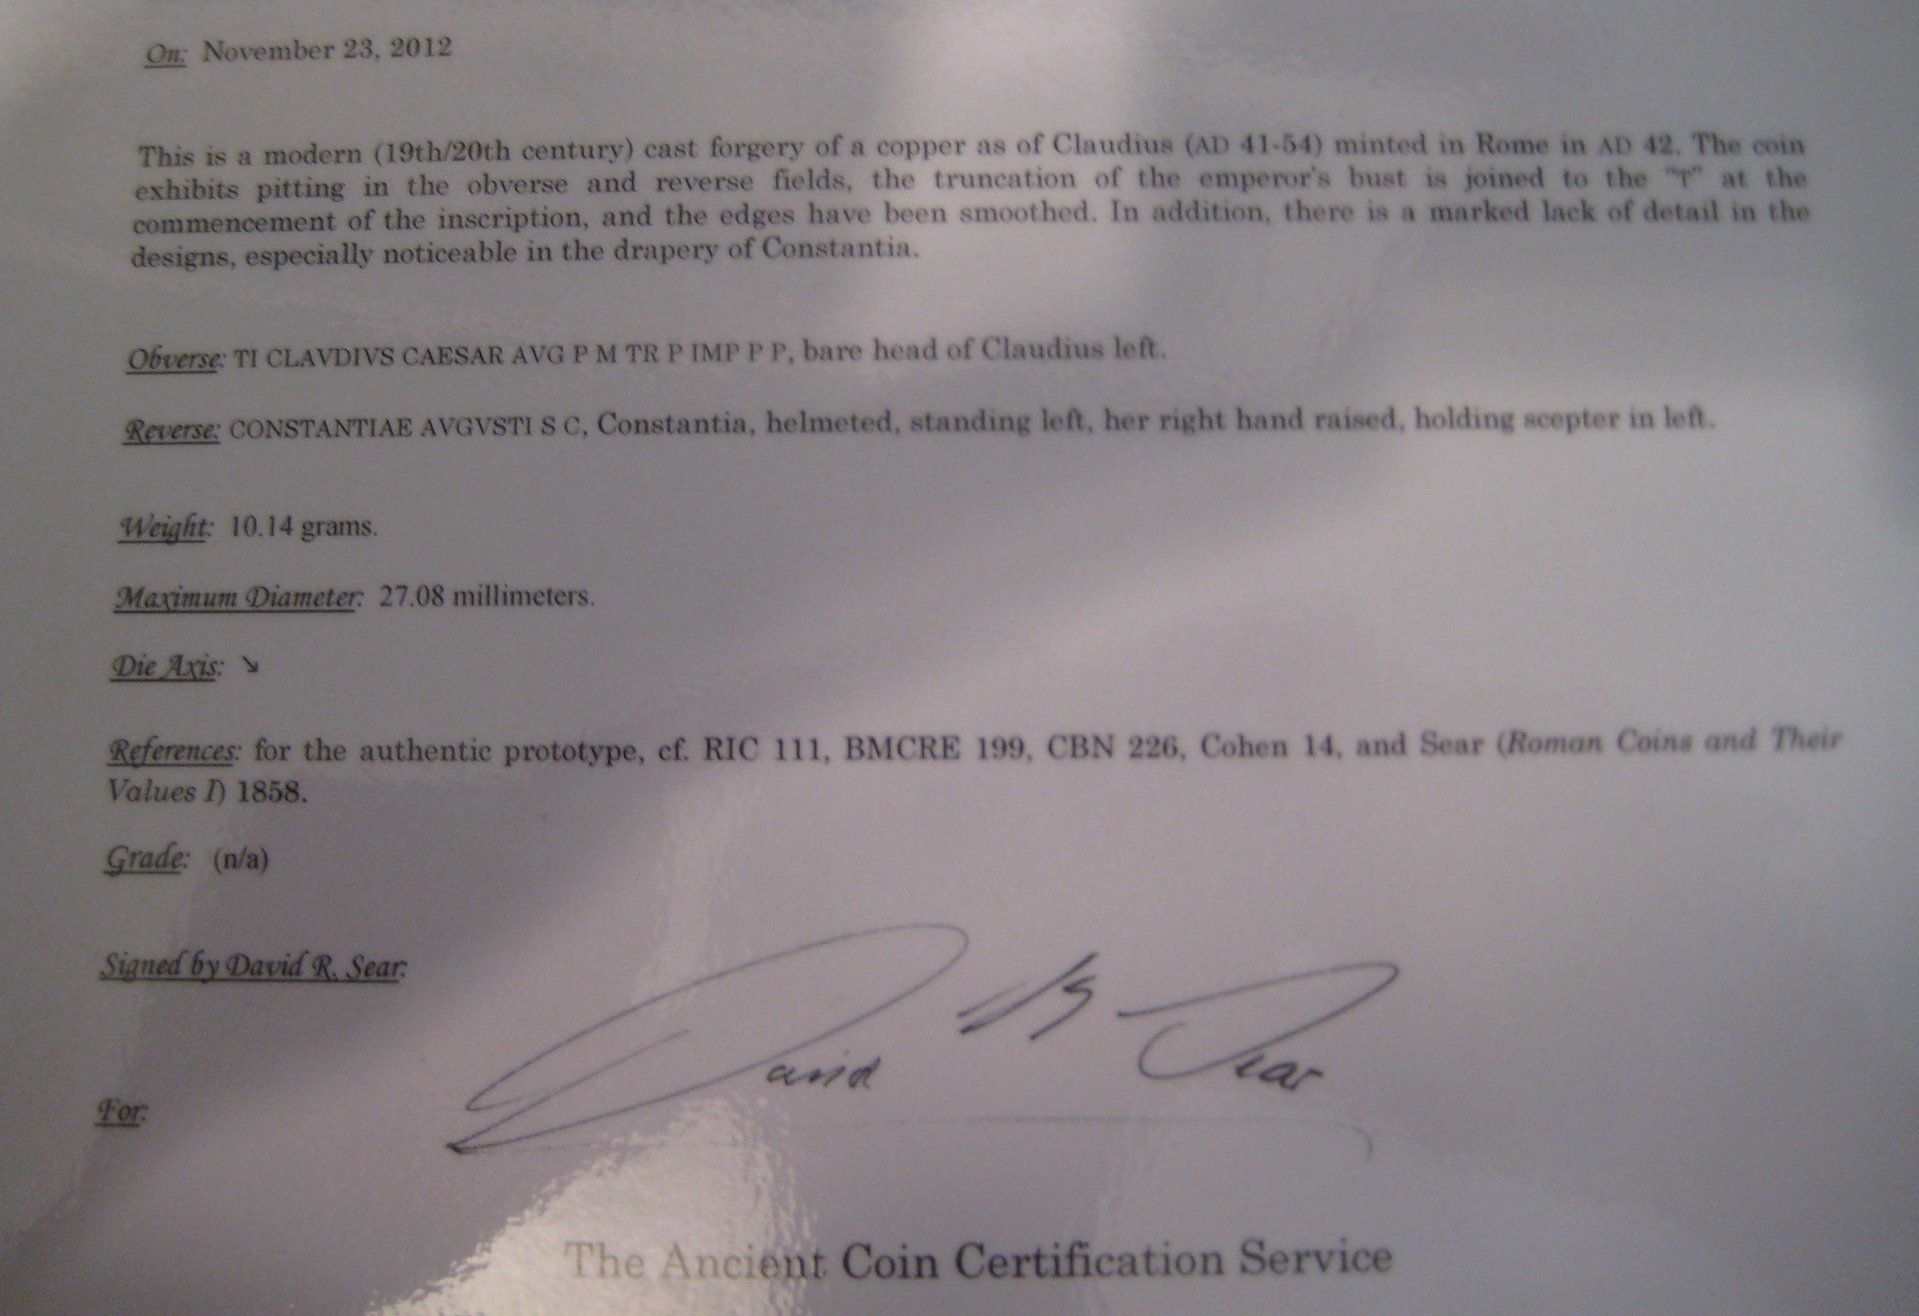 On: November 23, 2012
This is a modern (19th/20th century) cast forgery of a copper as of Claudius (AD 41-54) minted in Rome in AD 42. The coin
exhibits pitting in the obverse and reverse fields, the truncation of the emperor's bust is joined to the "T" at the
commencement of the inscription, and the edges have been smoothed. In addition, there is a marked lack of detail in the
designs, especially noticeable in the drapery of Constantia.
Obverse: TI CLAVDIVS CAESAR AVG P M TR P IMP P P, bare head of Claudius left.
Reverse: CONSTANTIAE AVGVSTI S C, Constantia, helmeted, standing left, her right hand raised, holding scepter in left.
Weight: 10.14 grams.
Maximum Diameter: 27.08 millimeters.
Die Axis: ↘
References: for the authentic prototype, cf. RIC 111, BMCRE 199, CBN 226, Cohen 14, and Sear (Roman Coins and Their
Values I) 1858.
Grade: (n/a)
Signed by David R. Sear:
David R. Sear
For:
The Ancient Coin Certification Service